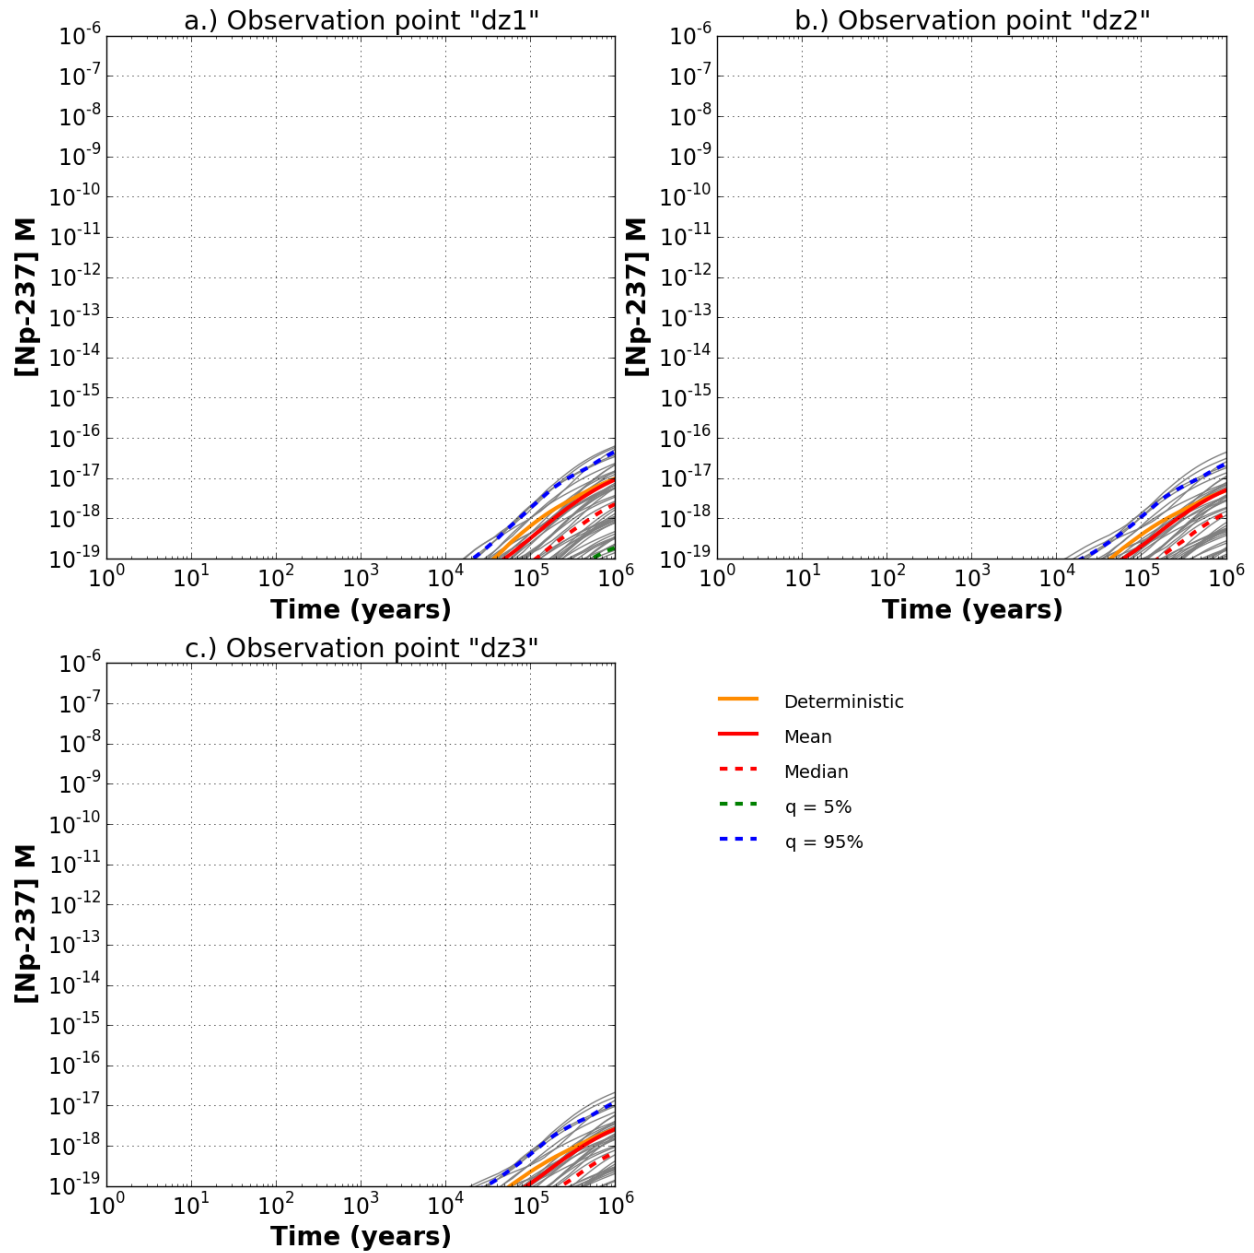 a.) Observation point "dz1"
[Np-237] M
10^-6
10^-7
10^-8
10^-9
10^-10
10^-11
10^-12
10^-13
10^-14
10^-15
10^-16
10^-17
10^-18
10^-19
10^0 10^1 10^2 10^3 10^4 10^5 10^6
Time (years)
b.) Observation point "dz2"
[Np-237] M
10^-6
10^-7
10^-8
10^-9
10^-10
10^-11
10^-12
10^-13
10^-14
10^-15
10^-16
10^-17
10^-18
10^-19
10^0 10^1 10^2 10^3 10^4 10^5 10^6
Time (years)
c.) Observation point "dz3"
[Np-237] M
10^-6
10^-7
10^-8
10^-9
10^-10
10^-11
10^-12
10^-13
10^-14
10^-15
10^-16
10^-17
10^-18
10^-19
10^0 10^1 10^2 10^3 10^4 10^5 10^6
Time (years)
Deterministic
Mean
Median
q = 5%
q = 95%